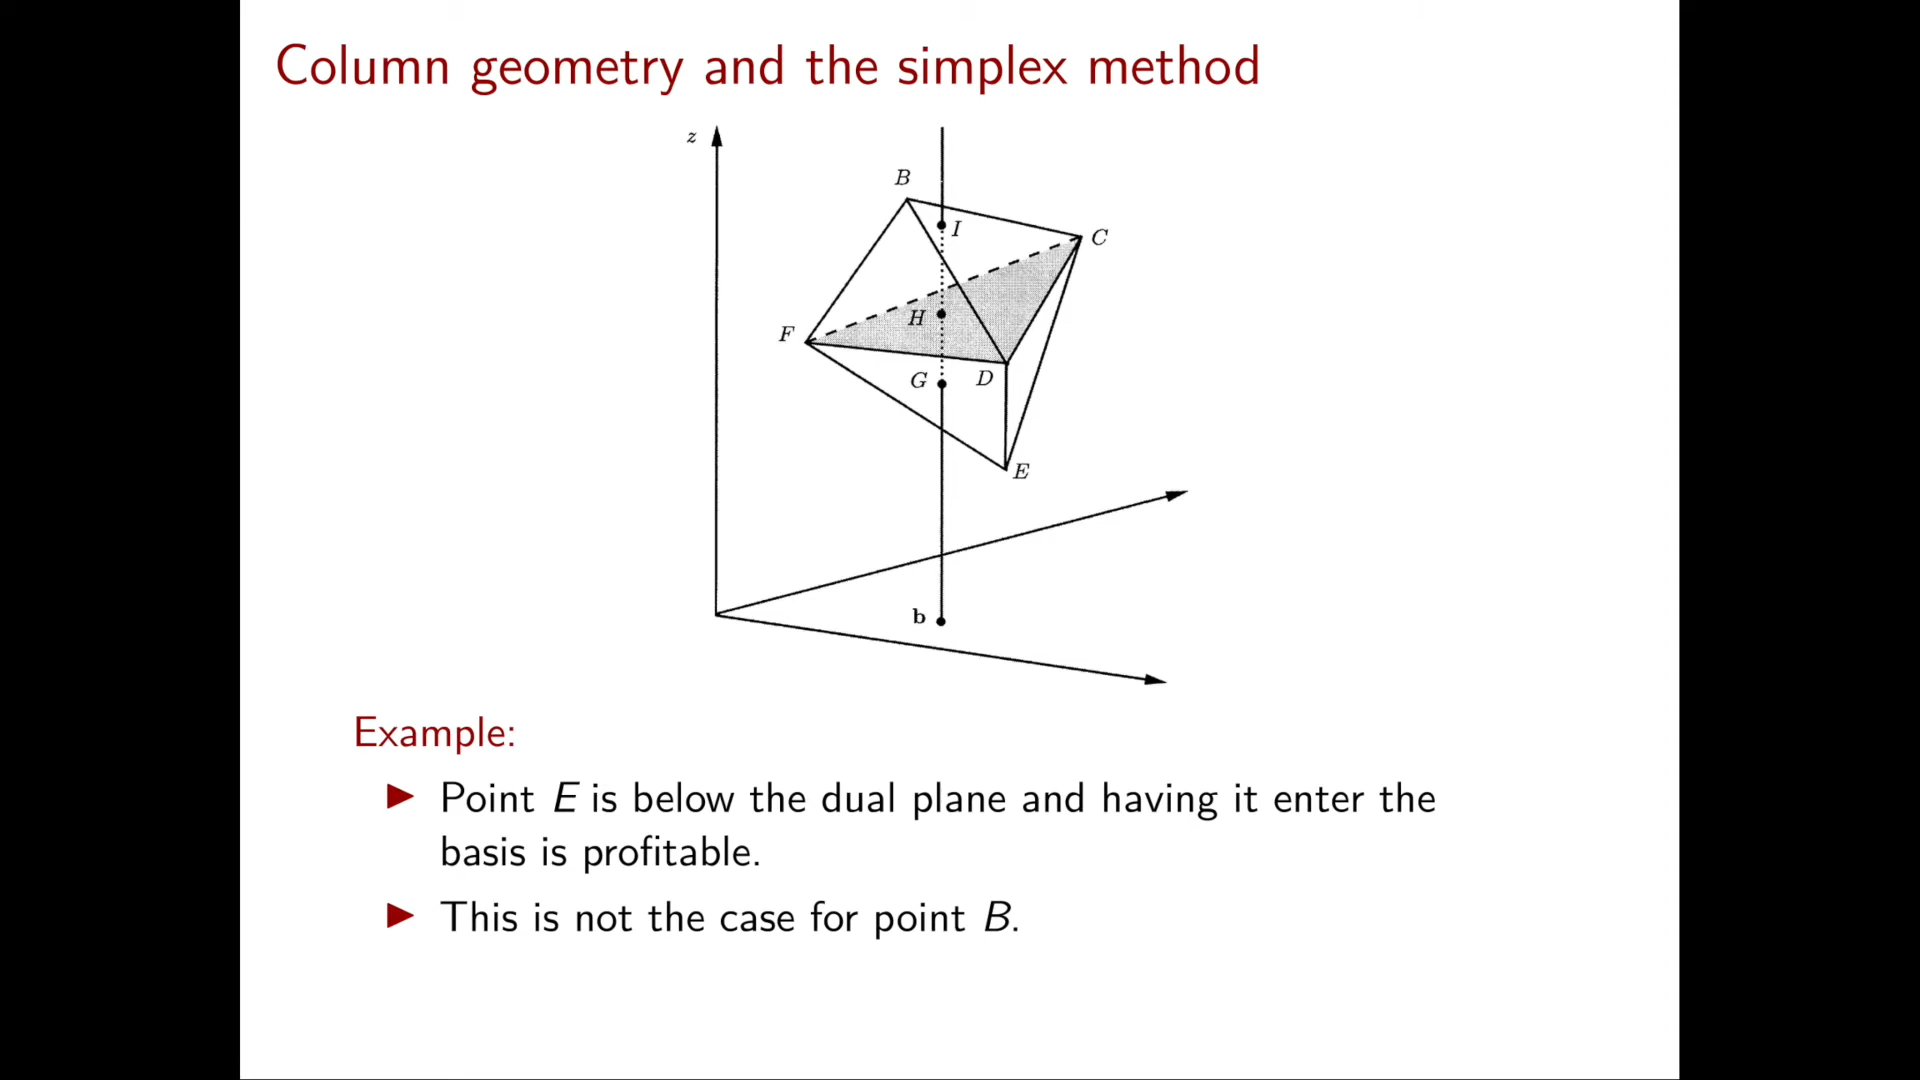 Column geometry and the simplex method
z
B
I
C
H
F
G
D
E
b
Example:
▶ Point E is below the dual plane and having it enter the
basis is profitable.
▶ This is not the case for point B.